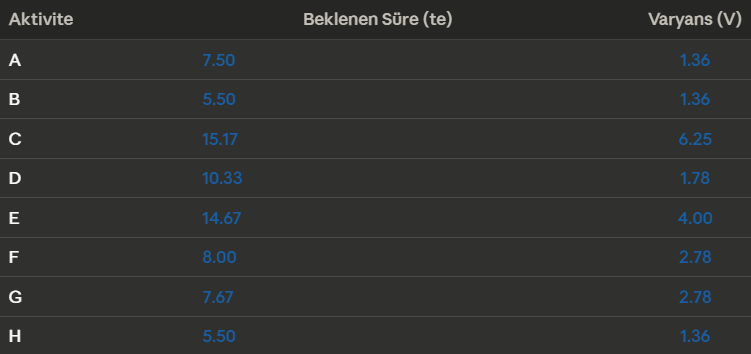 Aktivite Beklenen Süre (te) Varyans (V)
A 7.50 1.36
B 5.50 1.36
C 15.17 6.25
D 10.33 1.78
E 14.67 4.00
F 8.00 2.78
G 7.67 2.78
H 5.50 1.36